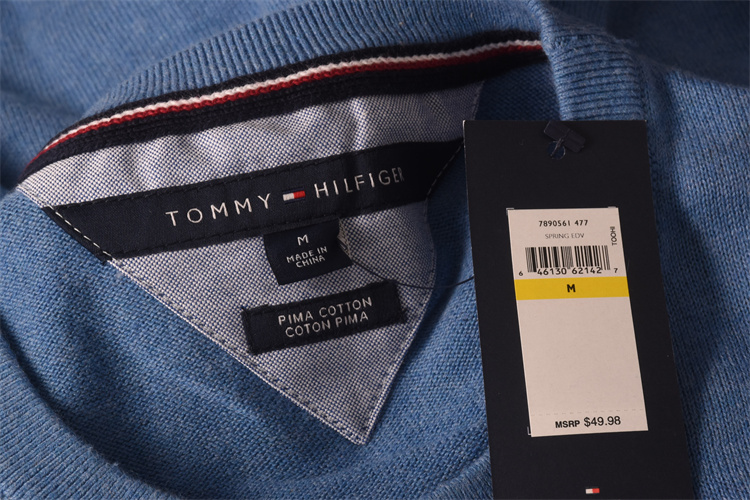 TOMMY HILFIGER
M
MADE IN
CHINA
PIMA COTTON
COTON PIMA
7890561 477
SPRING LDV
TOOHI
6 46130 62142 7
M
MSRP $49.98